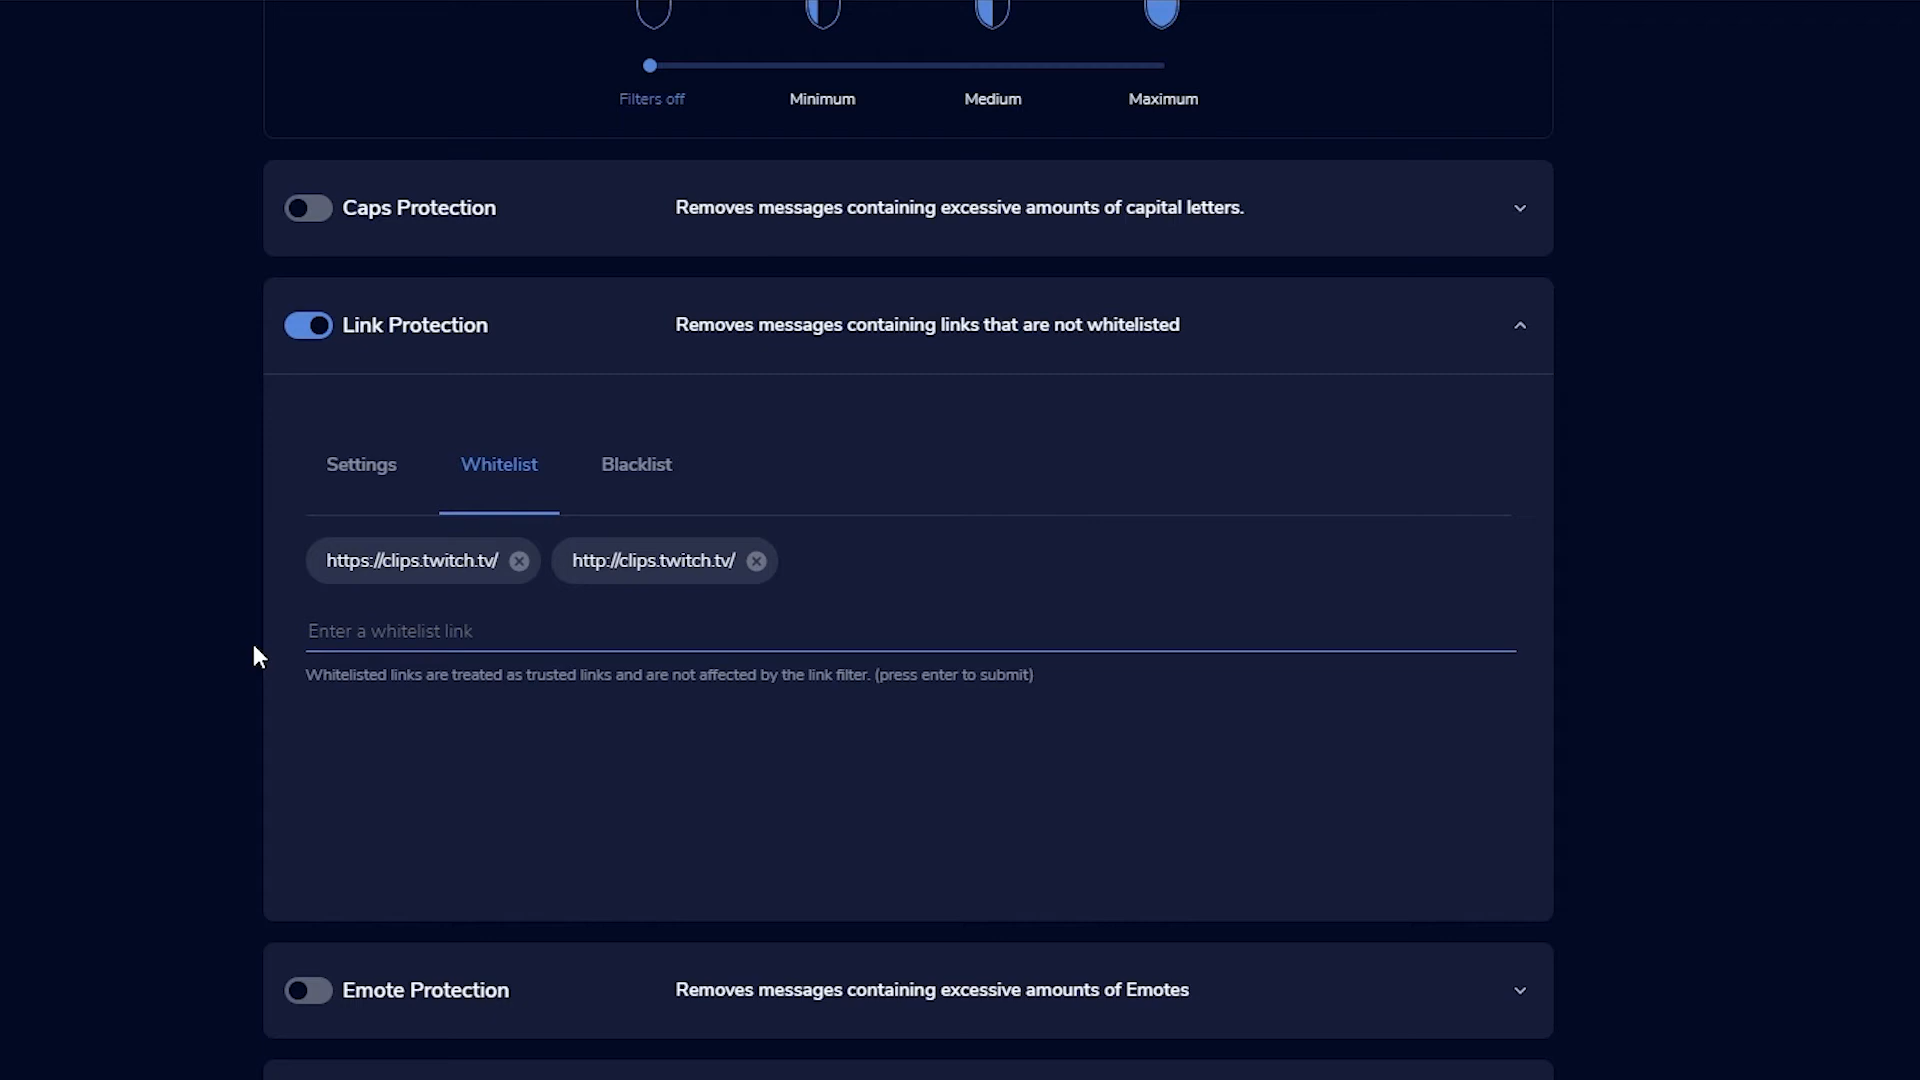 Filters off
Minimum
Medium
Maximum
Caps Protection
Removes messages containing excessive amounts of capital letters.
Link Protection
Removes messages containing links that are not whitelisted
Settings
Whitelist
Blacklist
https://clips.twitch.tv/
http://clips.twitch.tv/
Enter a whitelist link
Whitelisted links are treated as trusted links and are not affected by the link filter. (press enter to submit)
Emote Protection
Removes messages containing excessive amounts of Emotes